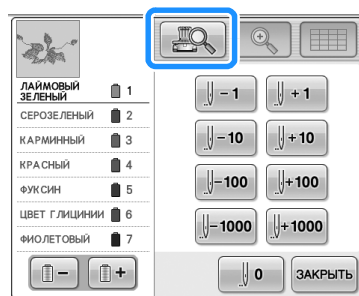 ЛАЙМОВЫЙ ЗЕЛЕНЫЙ 1
СЕРОЗЕЛЕНЫЙ 2
КАРМИННЫЙ 3
КРАСНЫЙ 4
ФУКСИН 5
ЦВЕТ ГЛИЦИНИИ 6
ФИОЛЕТОВЫЙ 7
- +
-1 +1
-10 +10
-100 +100
-1000 +1000
0 ЗАКРЫТЬ